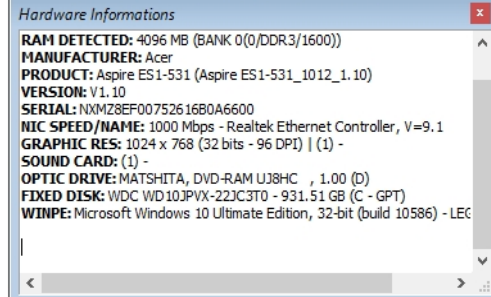 Hardware Informations
RAM DETECTED: 4096 MB (BANK 0(0/DDR3/1600))
MANUFACTURER: Acer
PRODUCT: Aspire ES1-531 (Aspire ES1-531_1012_1.10)
VERSION: V1.10
SERIAL: NXMZ8EF00752616B0A6600
NIC SPEED/NAME: 1000 Mbps - Realtek Ethernet Controller, V=9.1
GRAPHIC RES: 1024 x 768 (32 bits - 96 DPI) | (1) -
SOUND CARD: (1) -
OPTIC DRIVE: MATSHITA, DVD-RAM UJ8HC , 1.00 (D)
FIXED DISK: WDC WD10JPVX-22JC3T0 - 931.51 GB (C - GPT)
WINPE: Microsoft Windows 10 Ultimate Edition, 32-bit (build 10586) - LEG